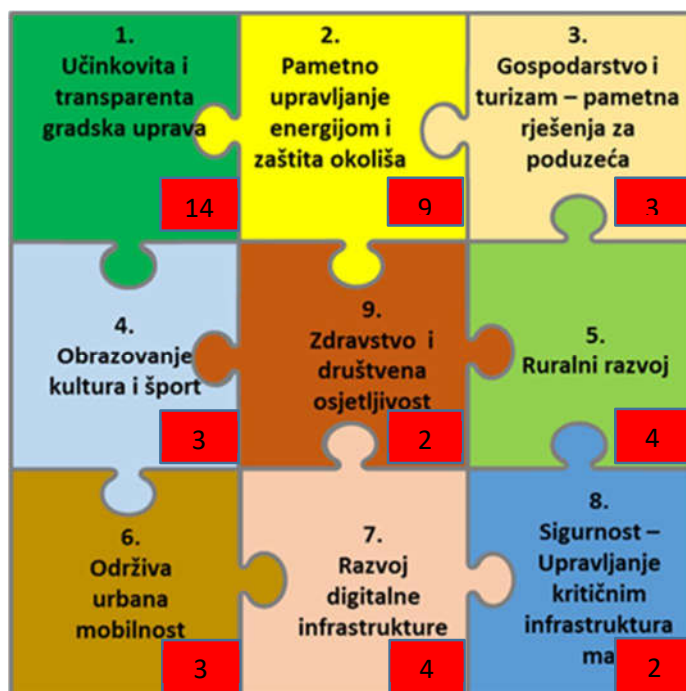 1.
Učinkovita i
transparenta
gradska uprava
14
2.
Pametno
upravljanje
energijom i
zaštita okoliša
9
3.
Gospodarstvo i
turizam – pametna
rješenja za
poduzeća
3
4.
Obrazovanje
kultura i šport
3
9.
Zdravstvo i
društvena
osjetljivost
2
5.
Ruralni razvoj
4
6.
Održiva
urbana
mobilnost
3
7.
Razvoj
digitalne
infrastrukture
4
8.
Sigurnost –
Upravljanje
kritičnim
infrastruktura
ma
2